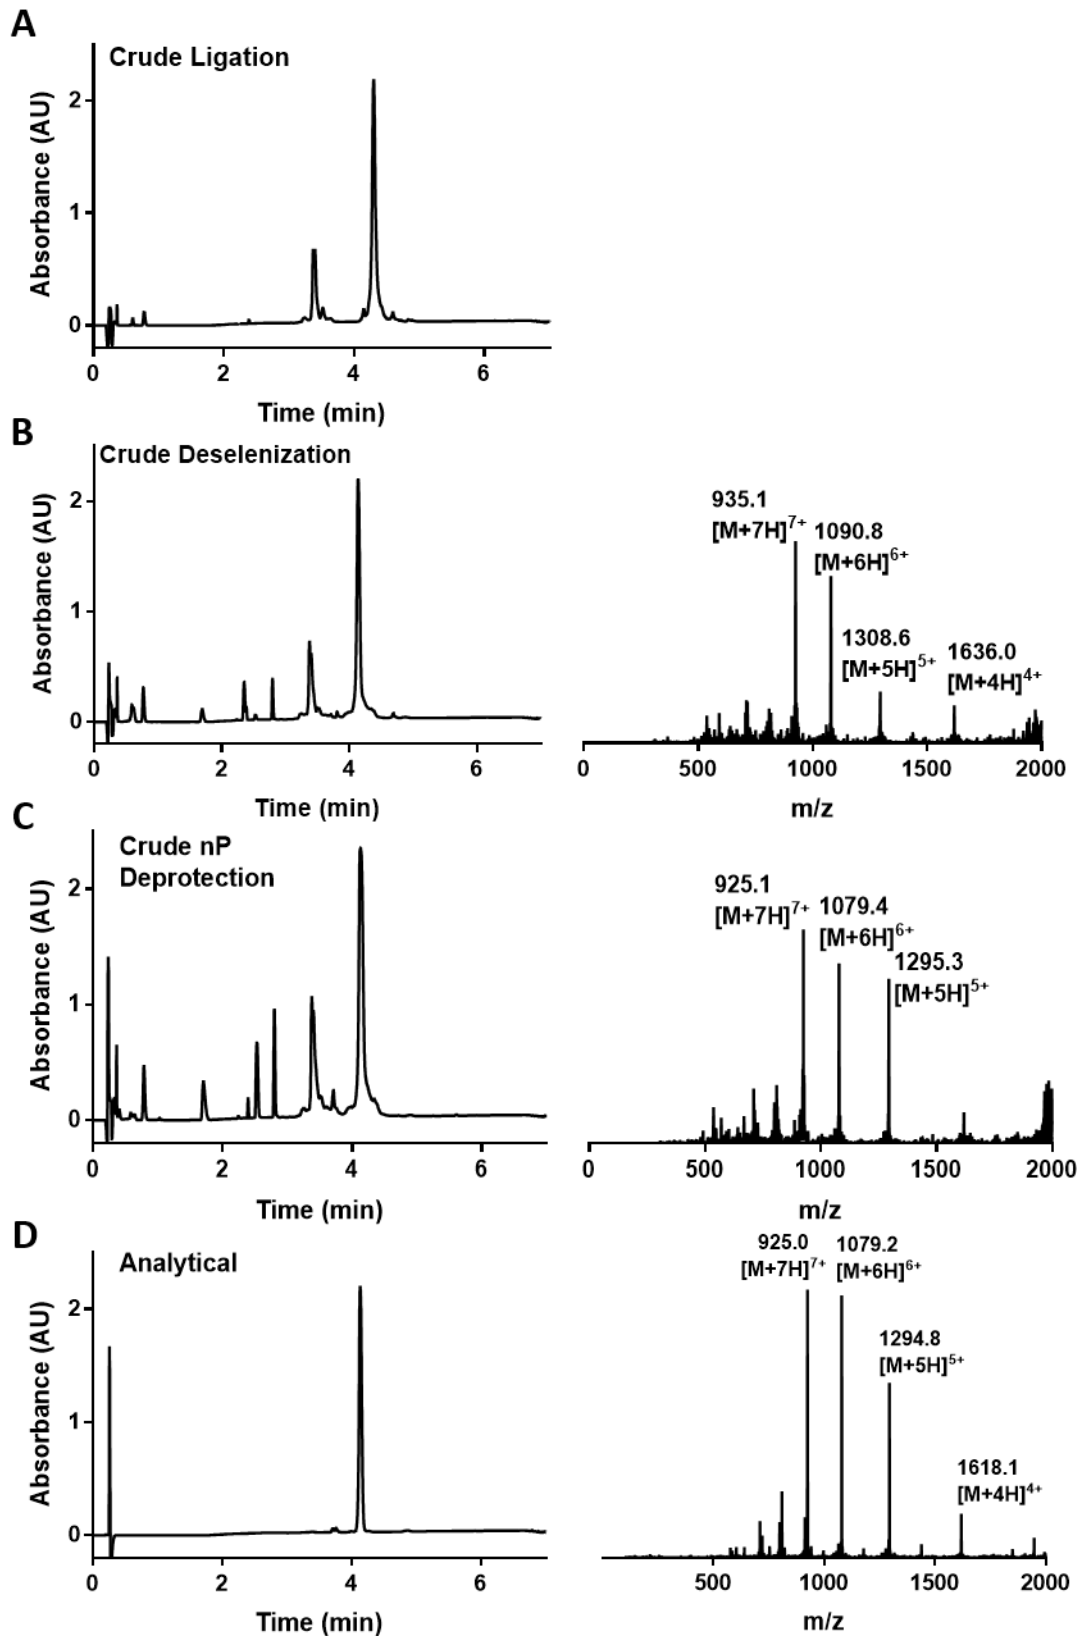 A
Crude Ligation
Absorbance (AU)
2
1
0
0 2 4 6
Time (min)
B
Crude Deselenization
Absorbance (AU)
2
1
0
0 2 4 6
Time (min)
935.1
[M+7H]7+
1090.8
[M+6H]6+
1308.6
[M+5H]5+
1636.0
[M+4H]4+
0 500 1000 1500 2000
m/z
C
Crude nP
Deprotection
Absorbance (AU)
2
1
0
0 2 4 6
Time (min)
925.1
[M+7H]7+
1079.4
[M+6H]6+
1295.3
[M+5H]5+
0 500 1000 1500 2000
m/z
D
Analytical
Absorbance (AU)
2
1
0
0 2 4 6
Time (min)
925.0
[M+7H]7+
1079.2
[M+6H]6+
1294.8
[M+5H]5+
1618.1
[M+4H]4+
500 1000 1500 2000
m/z